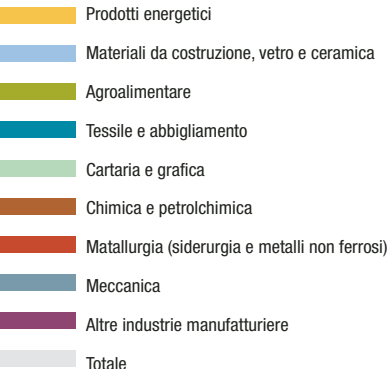 Prodotti energetici
Materiali da costruzione, vetro e ceramica
Agroalimentare
Tessile e abbigliamento
Cartaria e grafica
Chimica e petrolchimica
Matallurgia (siderurgia e metalli non ferrosi)
Meccanica
Altre industrie manufatturiere
Totale